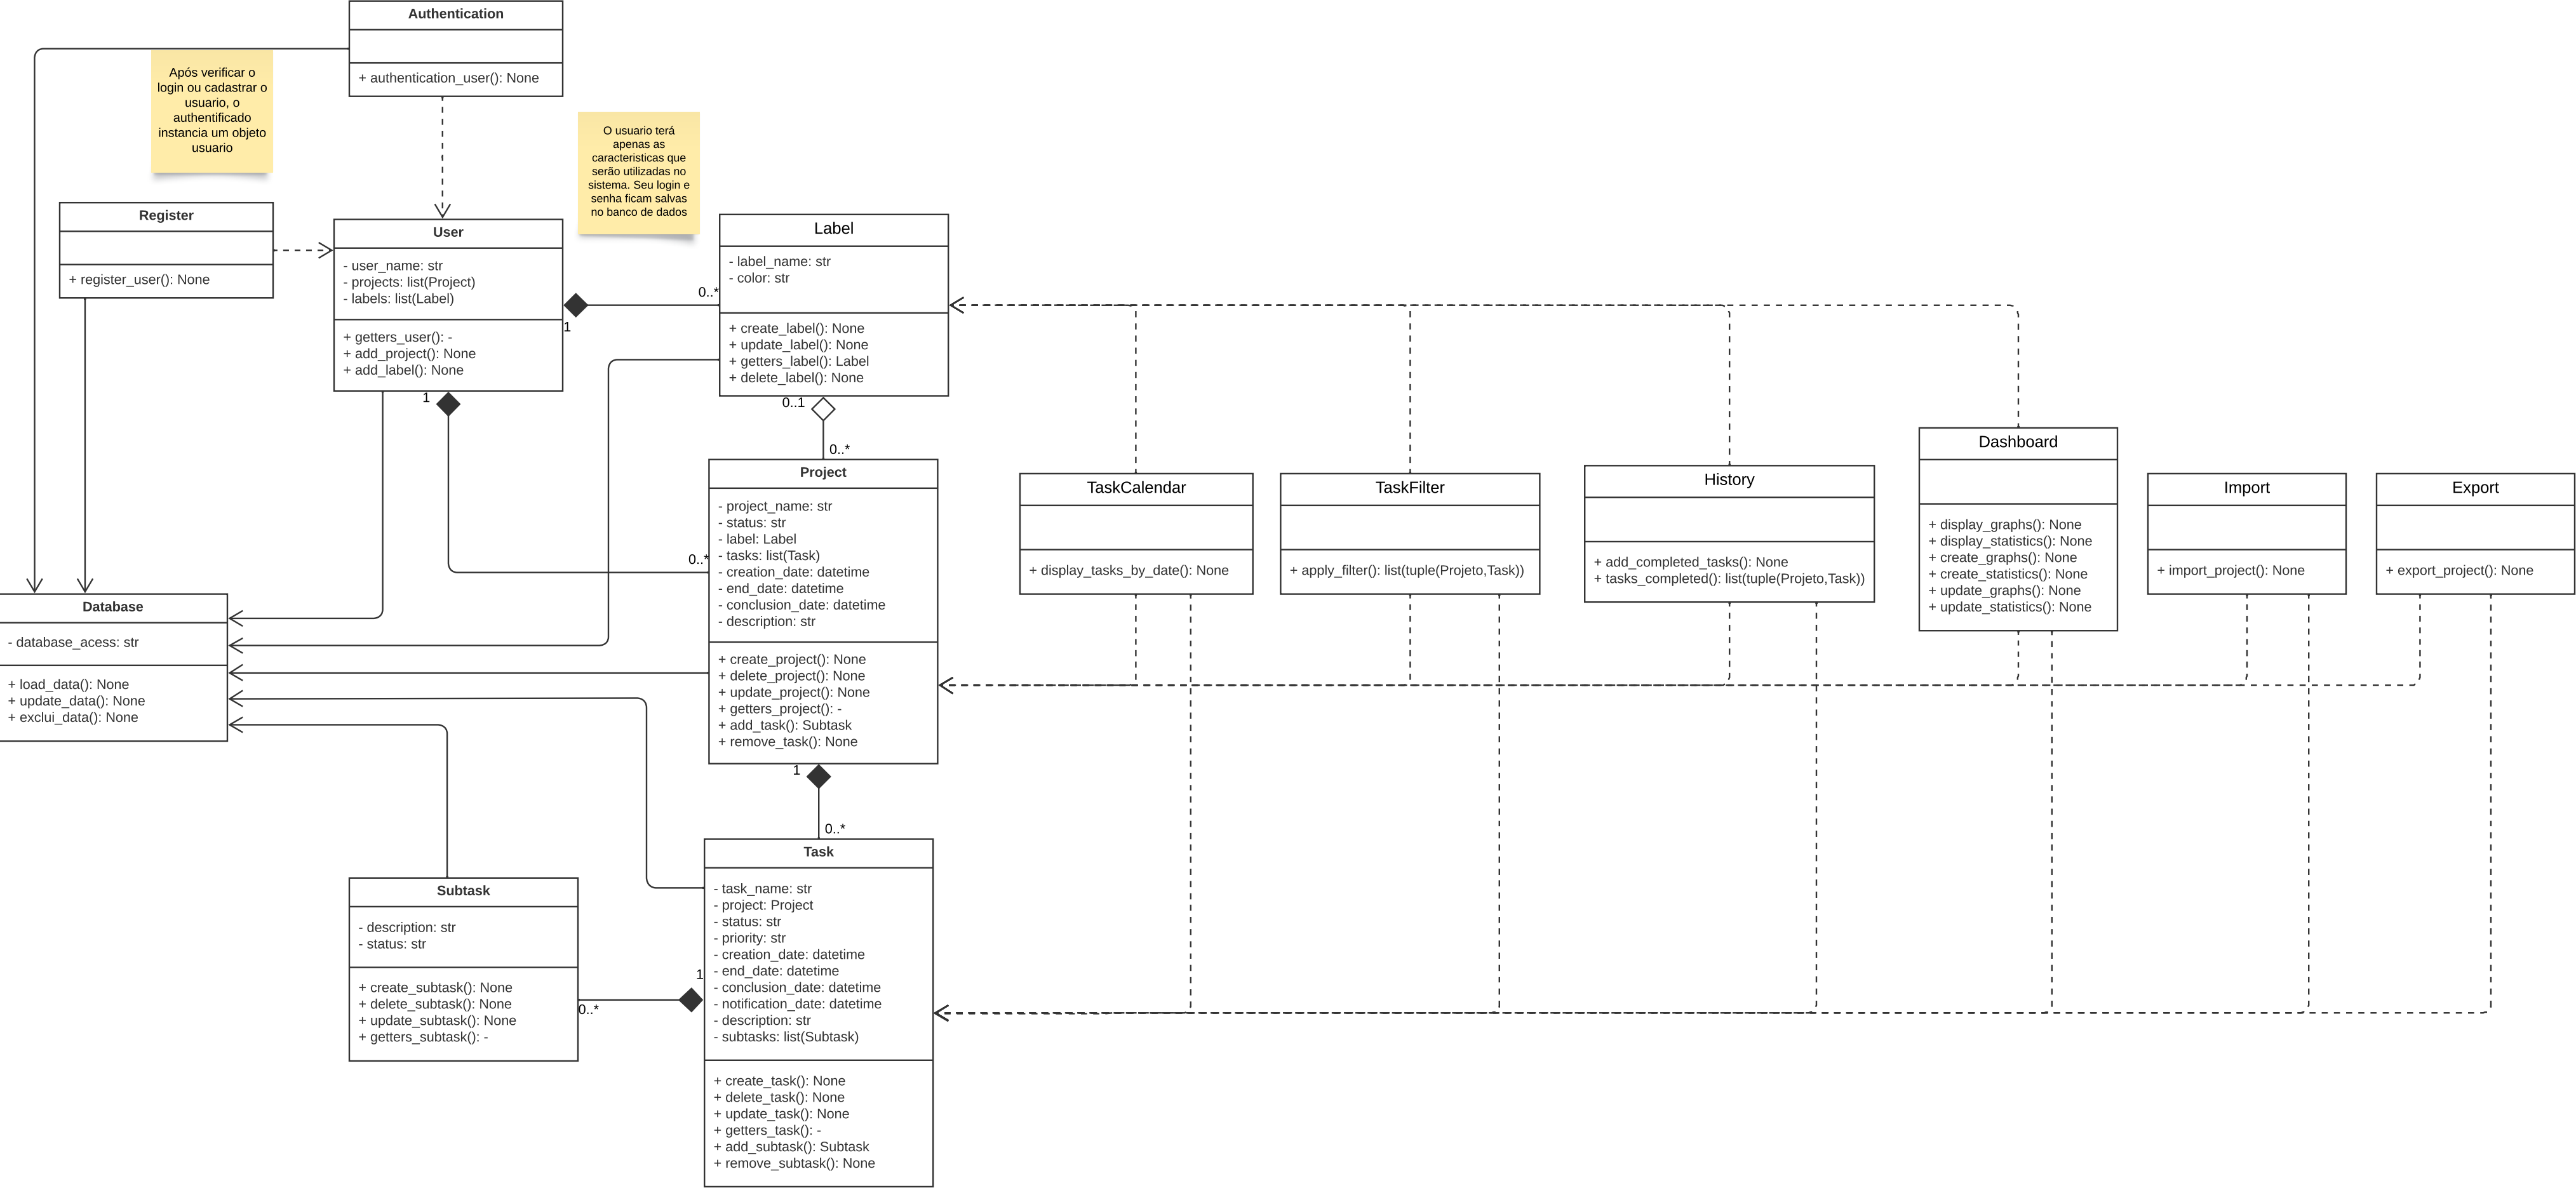 Authentication
+ authentication_user(): None
Após verificar o
login ou cadastrar o
usuario, o
authentificado
instancia um objeto
usuario
O usuario terá
apenas as
caracteristicas que
serão utilizadas no
sistema. Seu login e
senha ficam salvas
no banco de dados
Register
+ register_user(): None
User
- user_name: str
- projects: list(Project)
- labels: list(Label)
+ getters_user(): -
+ add_project(): None
+ add_label(): None
1
0..*
1
0..*
Label
- label_name: str
- color: str
+ create_label(): None
+ update_label(): None
+ getters_label(): Label
+ delete_label(): None
0..1
0..*
Project
- project_name: str
- status: str
- label: Label
- tasks: list(Task)
- creation_date: datetime
- end_date: datetime
- conclusion_date: datetime
- description: str
+ create_project(): None
+ delete_project(): None
+ update_project(): None
+ getters_project(): -
+ add_task(): Subtask
+ remove_task(): None
1
0..*
TaskCalendar
+ display_tasks_by_date(): None
TaskFilter
+ apply_filter(): list(tuple(Projeto,Task))
History
+ add_completed_tasks(): None
+ tasks_completed(): list(tuple(Projeto,Task))
Dashboard
+ display_graphs(): None
+ display_statistics(): None
+ create_graphs(): None
+ create_statistics(): None
+ update_graphs(): None
+ update_statistics(): None
Import
+ import_project(): None
Export
+ export_project(): None
Database
- database_acess: str
+ load_data(): None
+ update_data(): None
+ exclui_data(): None
Subtask
- description: str
- status: str
+ create_subtask(): None
+ delete_subtask(): None
+ update_subtask(): None
+ getters_subtask(): -
0..*
1
Task
- task_name: str
- project: Project
- status: str
- priority: str
- creation_date: datetime
- end_date: datetime
- conclusion_date: datetime
- notification_date: datetime
- description: str
- subtasks: list(Subtask)
+ create_task(): None
+ delete_task(): None
+ update_task(): None
+ getters_task(): -
+ add_subtask(): Subtask
+ remove_subtask(): None